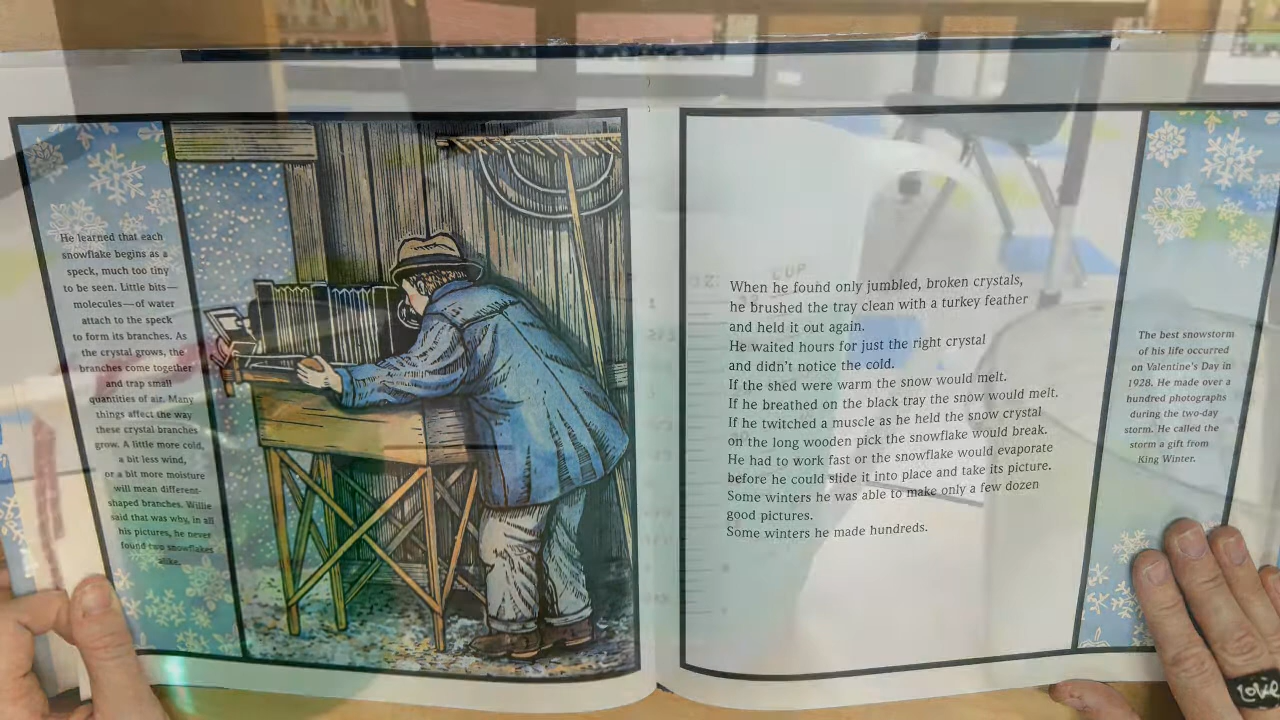 He learned that each
snowflake begins as a
speck, much too tiny
to be seen. Little bits—
molecules—of water
attach to the speck
to form its branches. As
the crystal grows, the
branches come together
and trap small
quantities of air. Many
things affect the way
these crystal branches
grow. A little more cold,
a bit less wind,
or a bit more moisture
will mean different-
shaped branches. Willie
said that was why, in all
his pictures, he never
found two snowflakes
alike.
When he found only jumbled, broken crystals,
he brushed the tray clean with a turkey feather
and held it out again.
He waited hours for just the right crystal
and didn't notice the cold.
If the shed were warm the snow would melt.
If he breathed on the black tray the snow would melt.
If he twitched a muscle as he held the snow crystal
on the long wooden pick the snowflake would break.
He had to work fast or the snowflake would evaporate
before he could slide it into place and take its picture.
Some winters he was able to make only a few dozen
good pictures.
Some winters he made hundreds.
The best snowstorm
of his life occurred
on Valentine's Day in
1928. He made over a
hundred photographs
during the two-day
storm. He called the
storm a gift from
King Winter.
CUP
Love